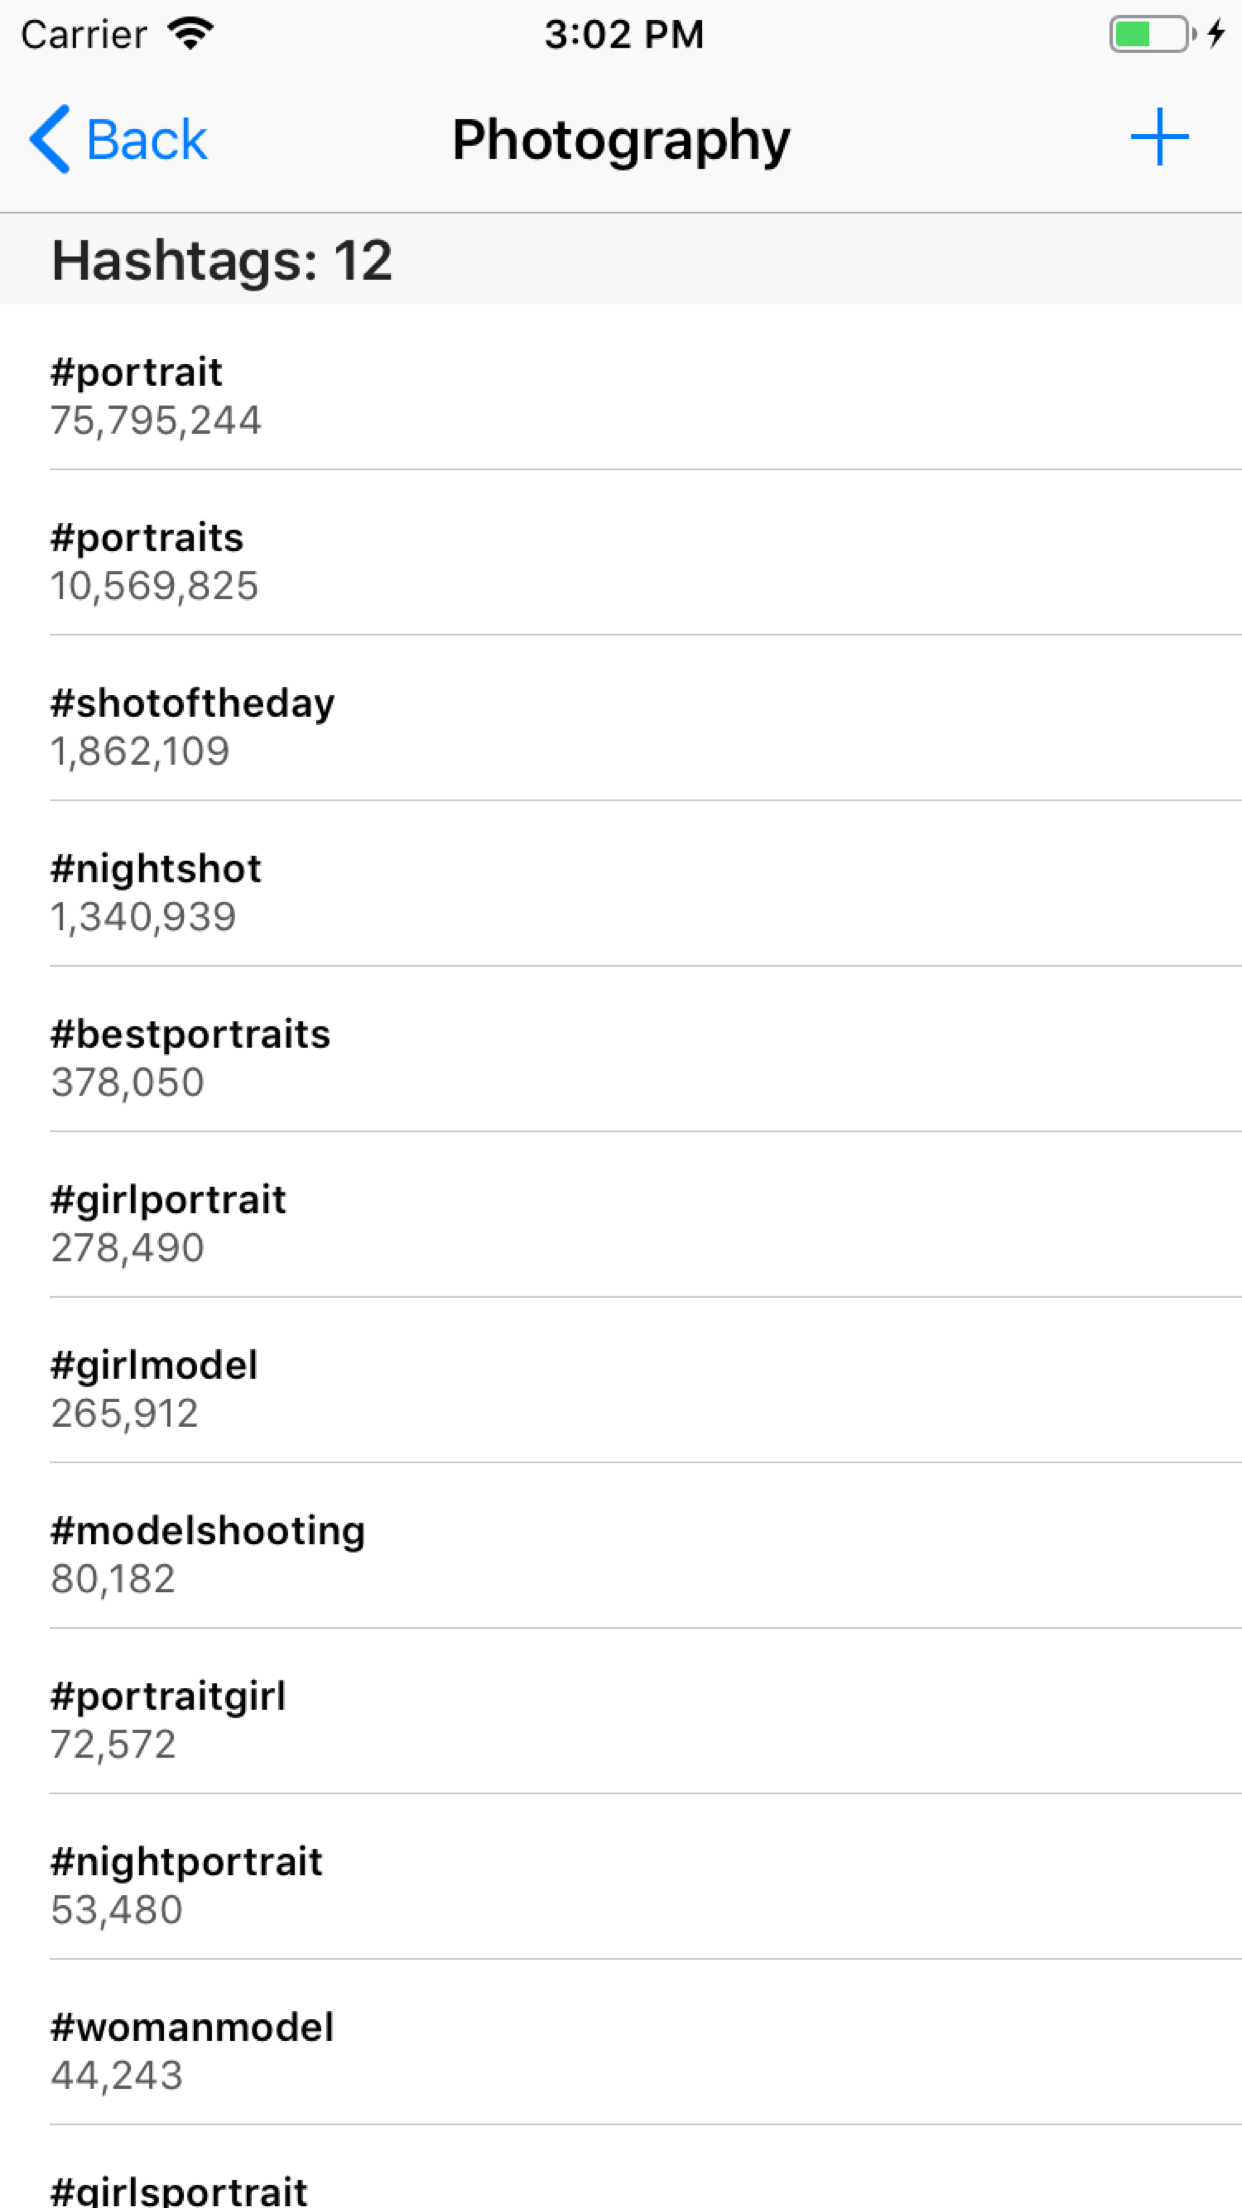 Carrier 3:02 PM
Back Photography +
Hashtags: 12
#portrait
75,795,244
#portraits
10,569,825
#shotoftheday
1,862,109
#nightshot
1,340,939
#bestportraits
378,050
#girlportrait
278,490
#girlmodel
265,912
#modelshooting
80,182
#portraitgirl
72,572
#nightportrait
53,480
#womanmodel
44,243
#girlsportrait